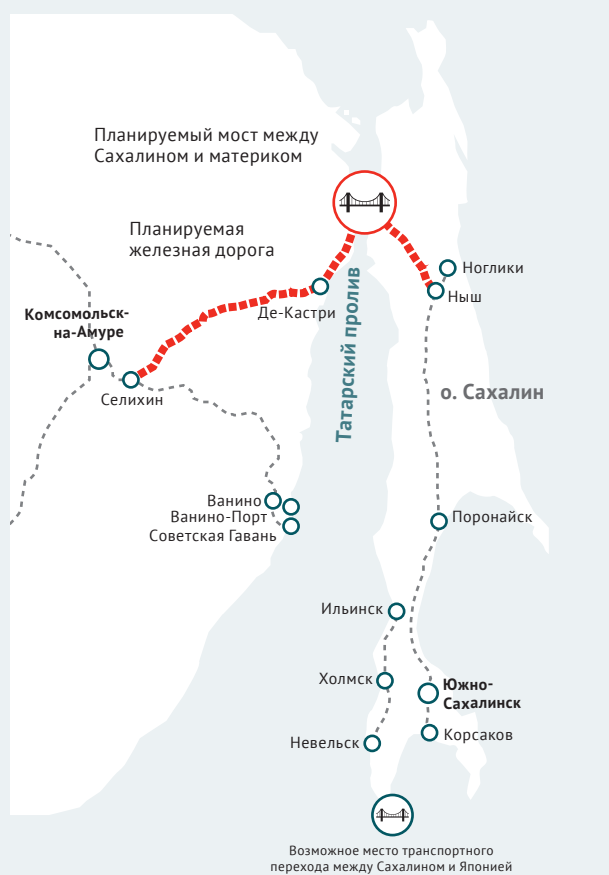 Планируемый мост между
Сахалином и материком
Планируемая
железная дорога
Ноглики
Ныш
Де-Кастри
Татарский пролив
Комсомольск-
на-Амуре
Селихин
о. Сахалин
Ванино
Ванино-Порт
Советская Гавань
Поронайск
Ильинск
Холмск
Южно-
Сахалинск
Невельск
Корсаков
Возможное место транспортного
перехода между Сахалином и Японией